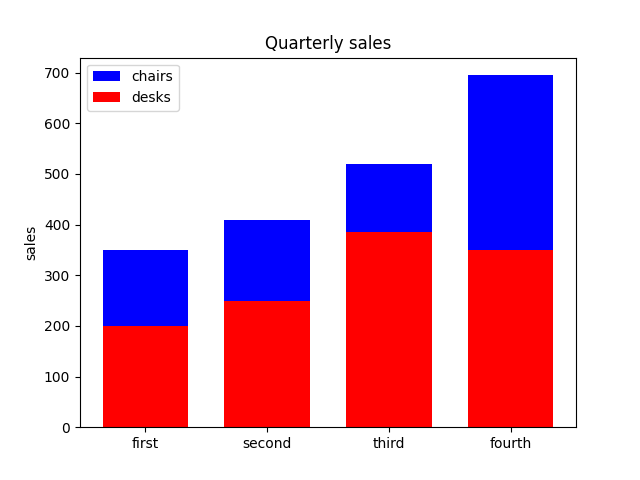 Quarterly sales
chairs
desks
sales
700
600
500
400
300
200
100
0
first
second
third
fourth